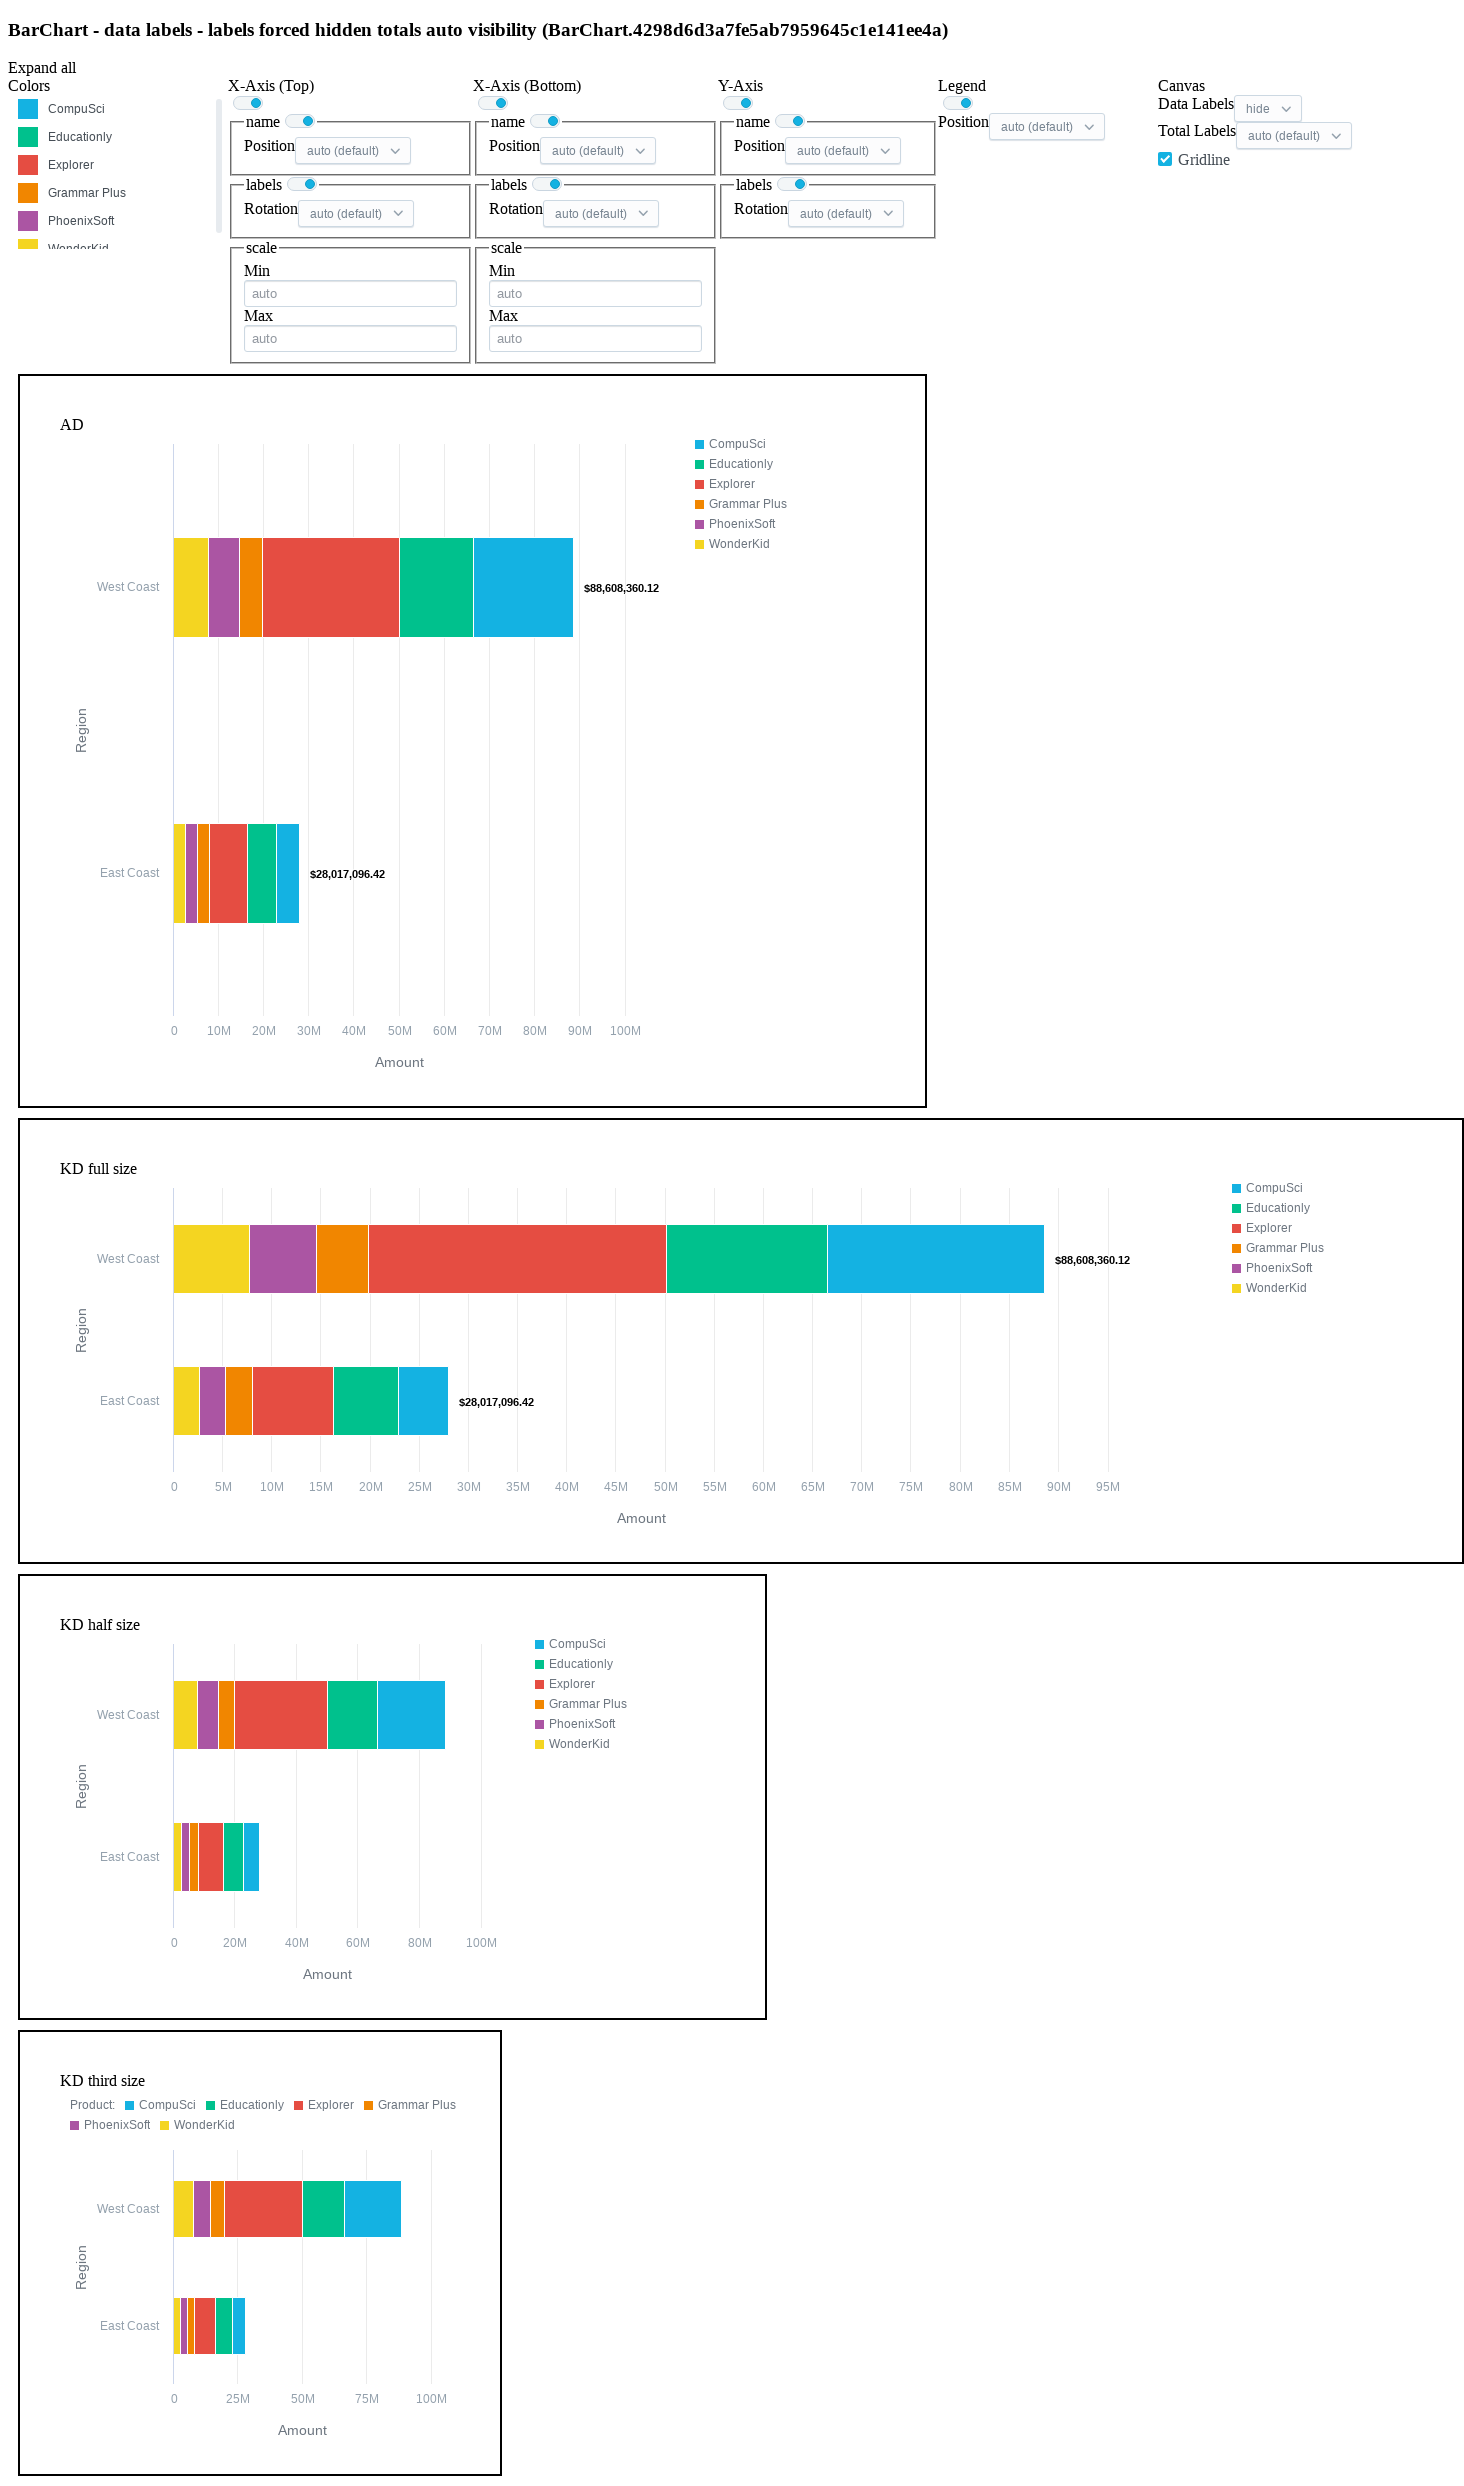 BarChart - data labels - labels forced hidden totals auto visibility (BarChart.4298d6d3a7fe5ab7959645c1e141ee4a)
Expand all
Colors
CompuSci
Educationly
Explorer
Grammar Plus
PhoenixSoft
WonderKid
X-Axis (Top)
name
Position auto (default)
labels
Rotation auto (default)
scale
Min
auto
Max
auto
X-Axis (Bottom)
name
Position auto (default)
labels
Rotation auto (default)
scale
Min
auto
Max
auto
Y-Axis
name
Position auto (default)
labels
Rotation auto (default)
Legend
Position auto (default)
Canvas
Data Labels hide
Total Labels auto (default)
Gridline
AD
CompuSci
Educationly
Explorer
Grammar Plus
PhoenixSoft
WonderKid
West Coast
$88,608,360.12
Region
East Coast
$28,017,096.42
0 10M 20M 30M 40M 50M 60M 70M 80M 90M 100M
Amount
KD full size
CompuSci
Educationly
Explorer
Grammar Plus
PhoenixSoft
WonderKid
West Coast
$88,608,360.12
Region
East Coast
$28,017,096.42
0 5M 10M 15M 20M 25M 30M 35M 40M 45M 50M 55M 60M 65M 70M 75M 80M 85M 90M 95M
Amount
KD half size
CompuSci
Educationly
Explorer
Grammar Plus
PhoenixSoft
WonderKid
West Coast
Region
East Coast
0 20M 40M 60M 80M 100M
Amount
KD third size
Product: CompuSci Educationly Explorer Grammar Plus
PhoenixSoft WonderKid
West Coast
Region
East Coast
0 25M 50M 75M 100M
Amount